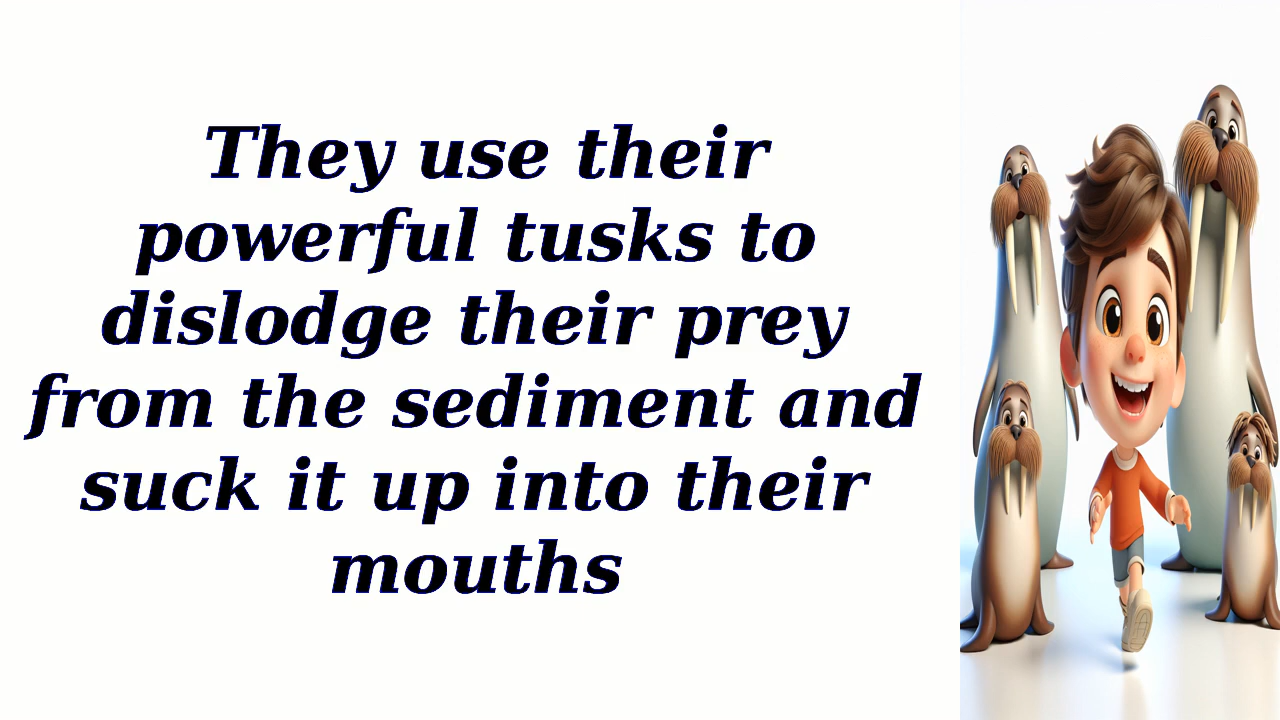 They use their
powerful tusks to
dislodge their prey
from the sediment and
suck it up into their
mouths